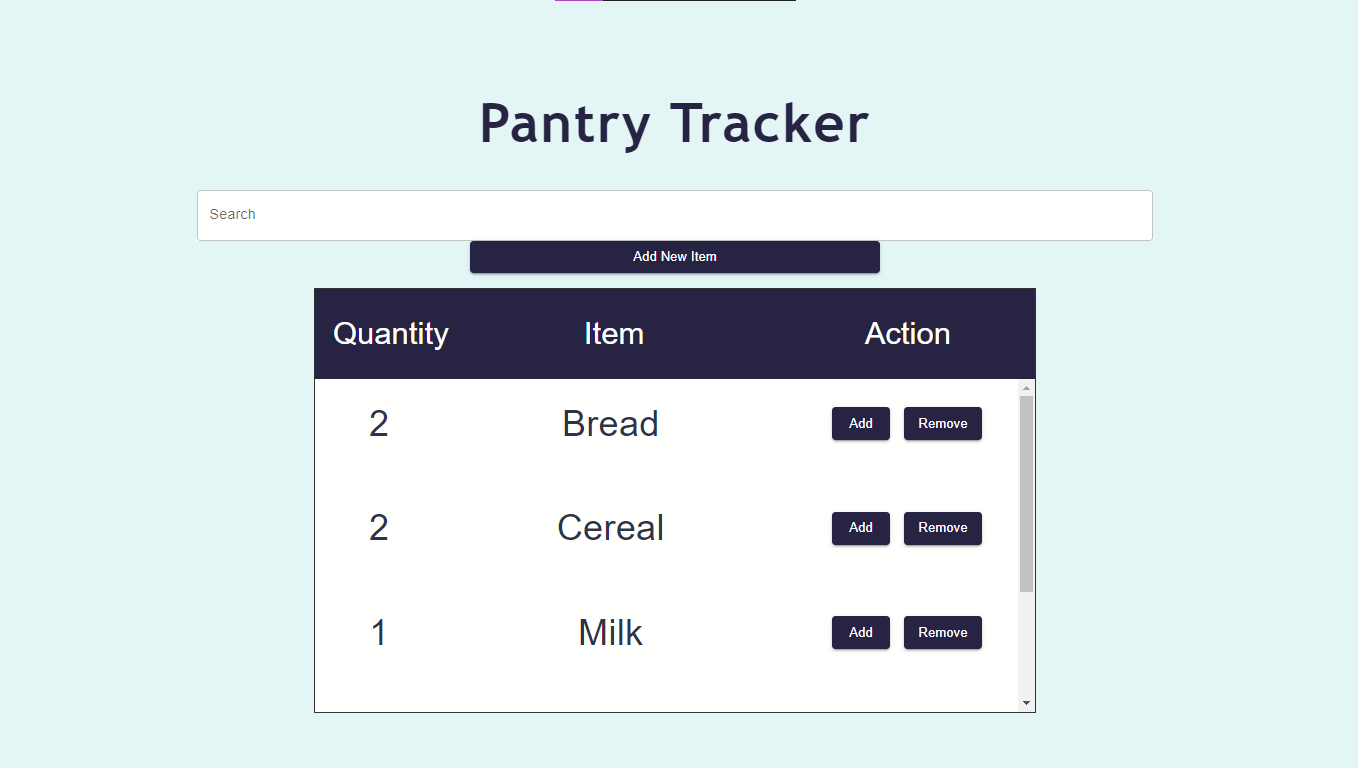 Pantry Tracker
Search
Add New Item
Quantity Item Action
2 Bread Add Remove
2 Cereal Add Remove
1 Milk Add Remove